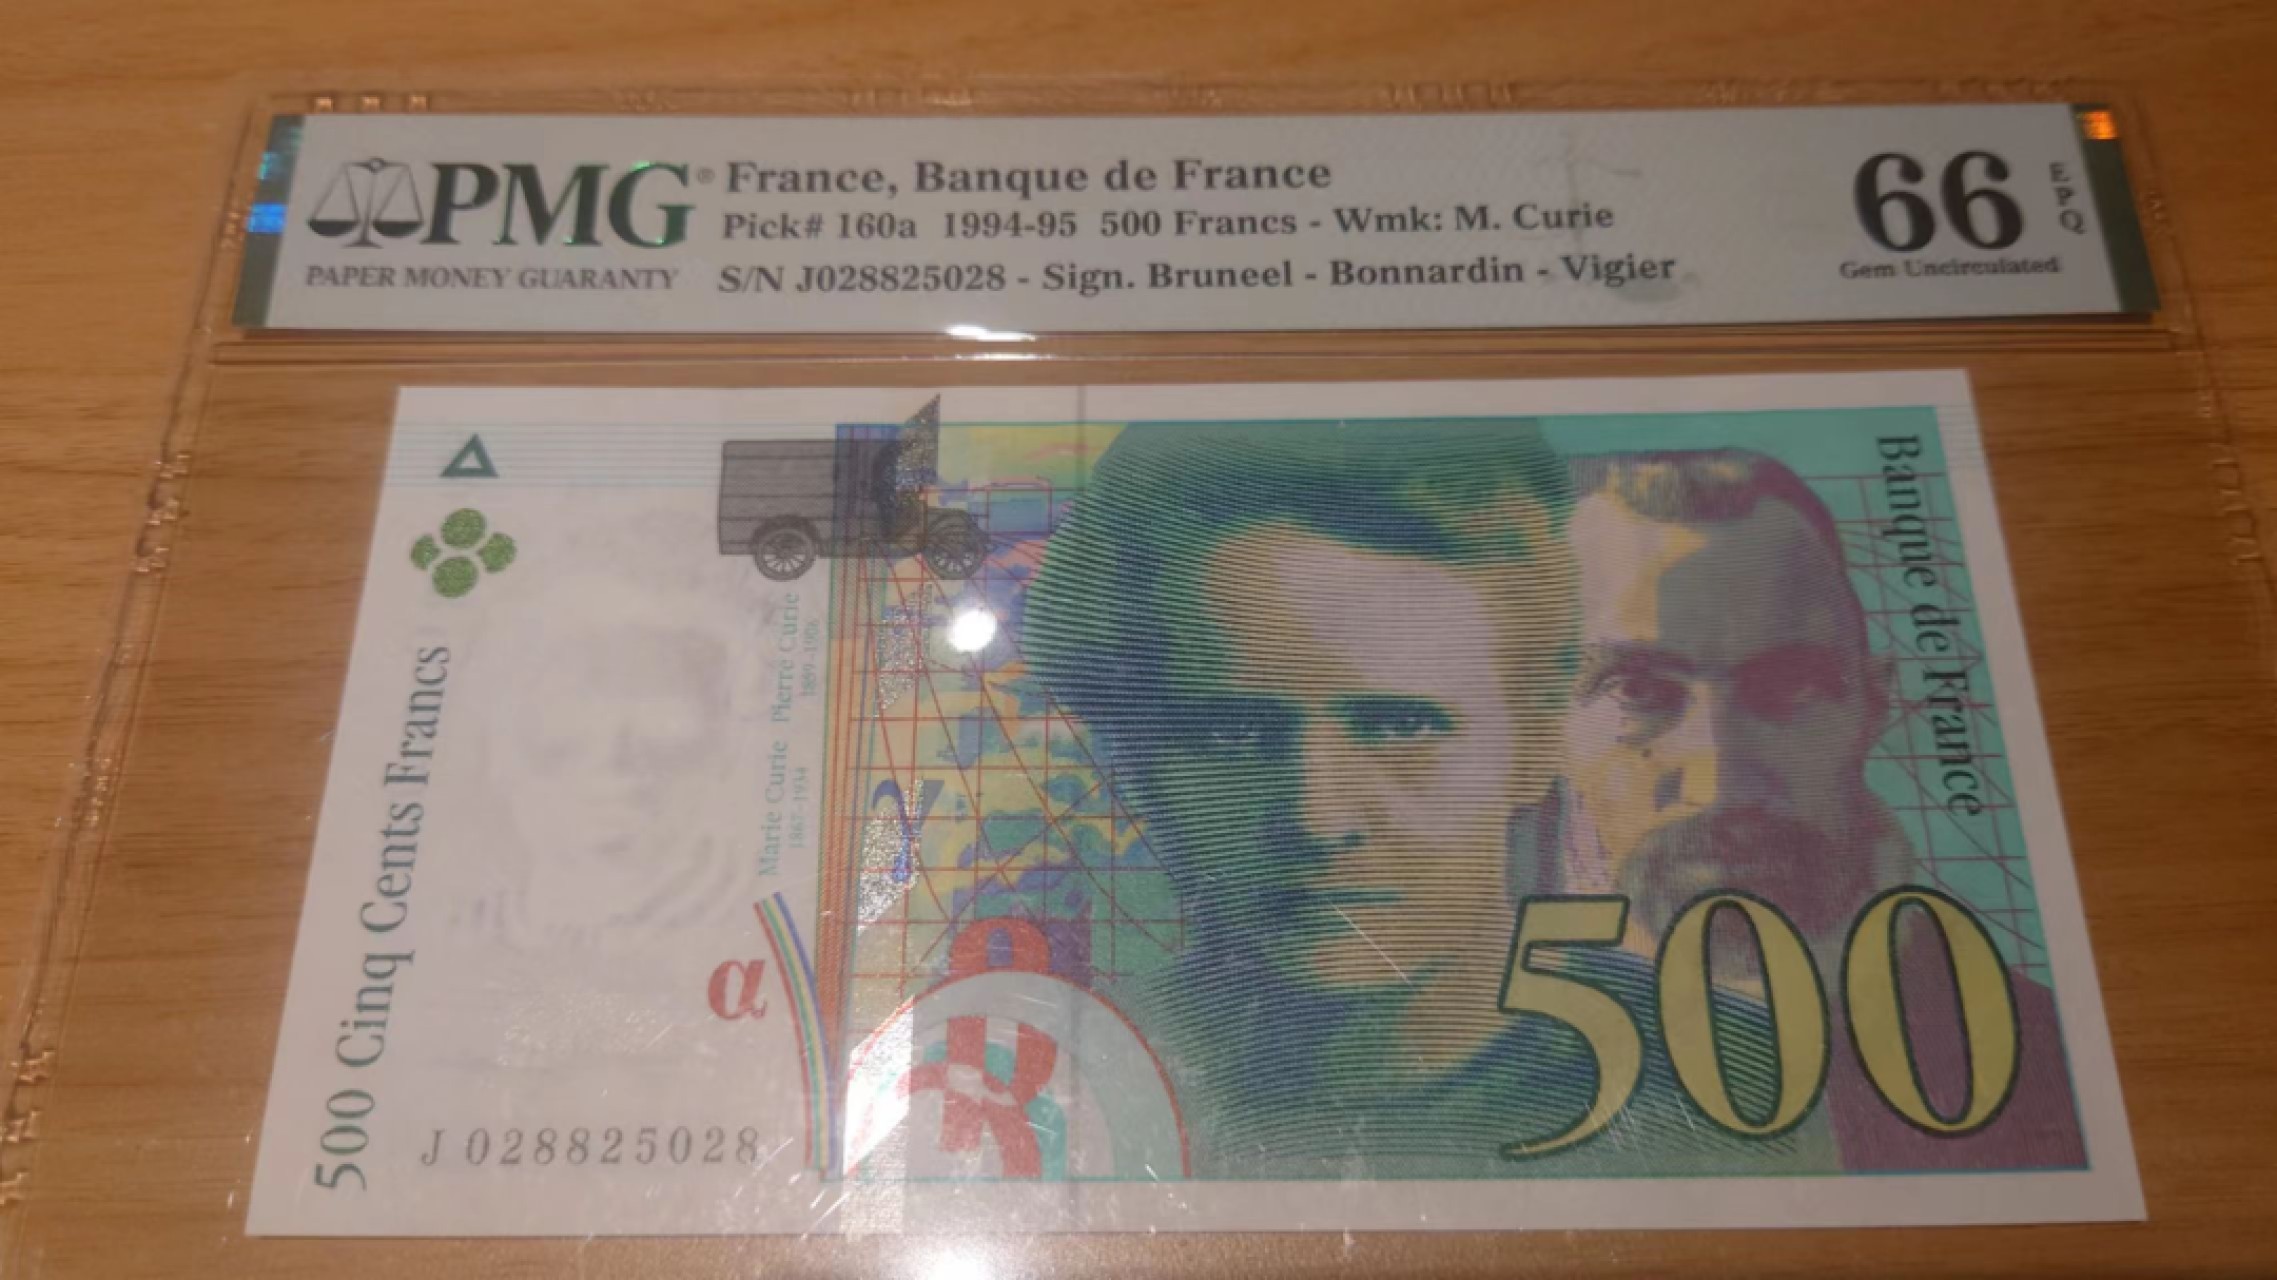 PMG®
PAPER MONEY GUARANTY
France, Banque de France
Pick# 160a 1994-95 500 Francs - Wmk: M. Curie
S/N J028825028 - Sign. Bruneel - Bonnardin - Vigier
66
EPQ
Gem Uncirculated
500 Cinq Cents Francs
Marie Curie Pierre Curie
1867-1934 1859-1906
Banque de France
γ
α
J 028825028
500